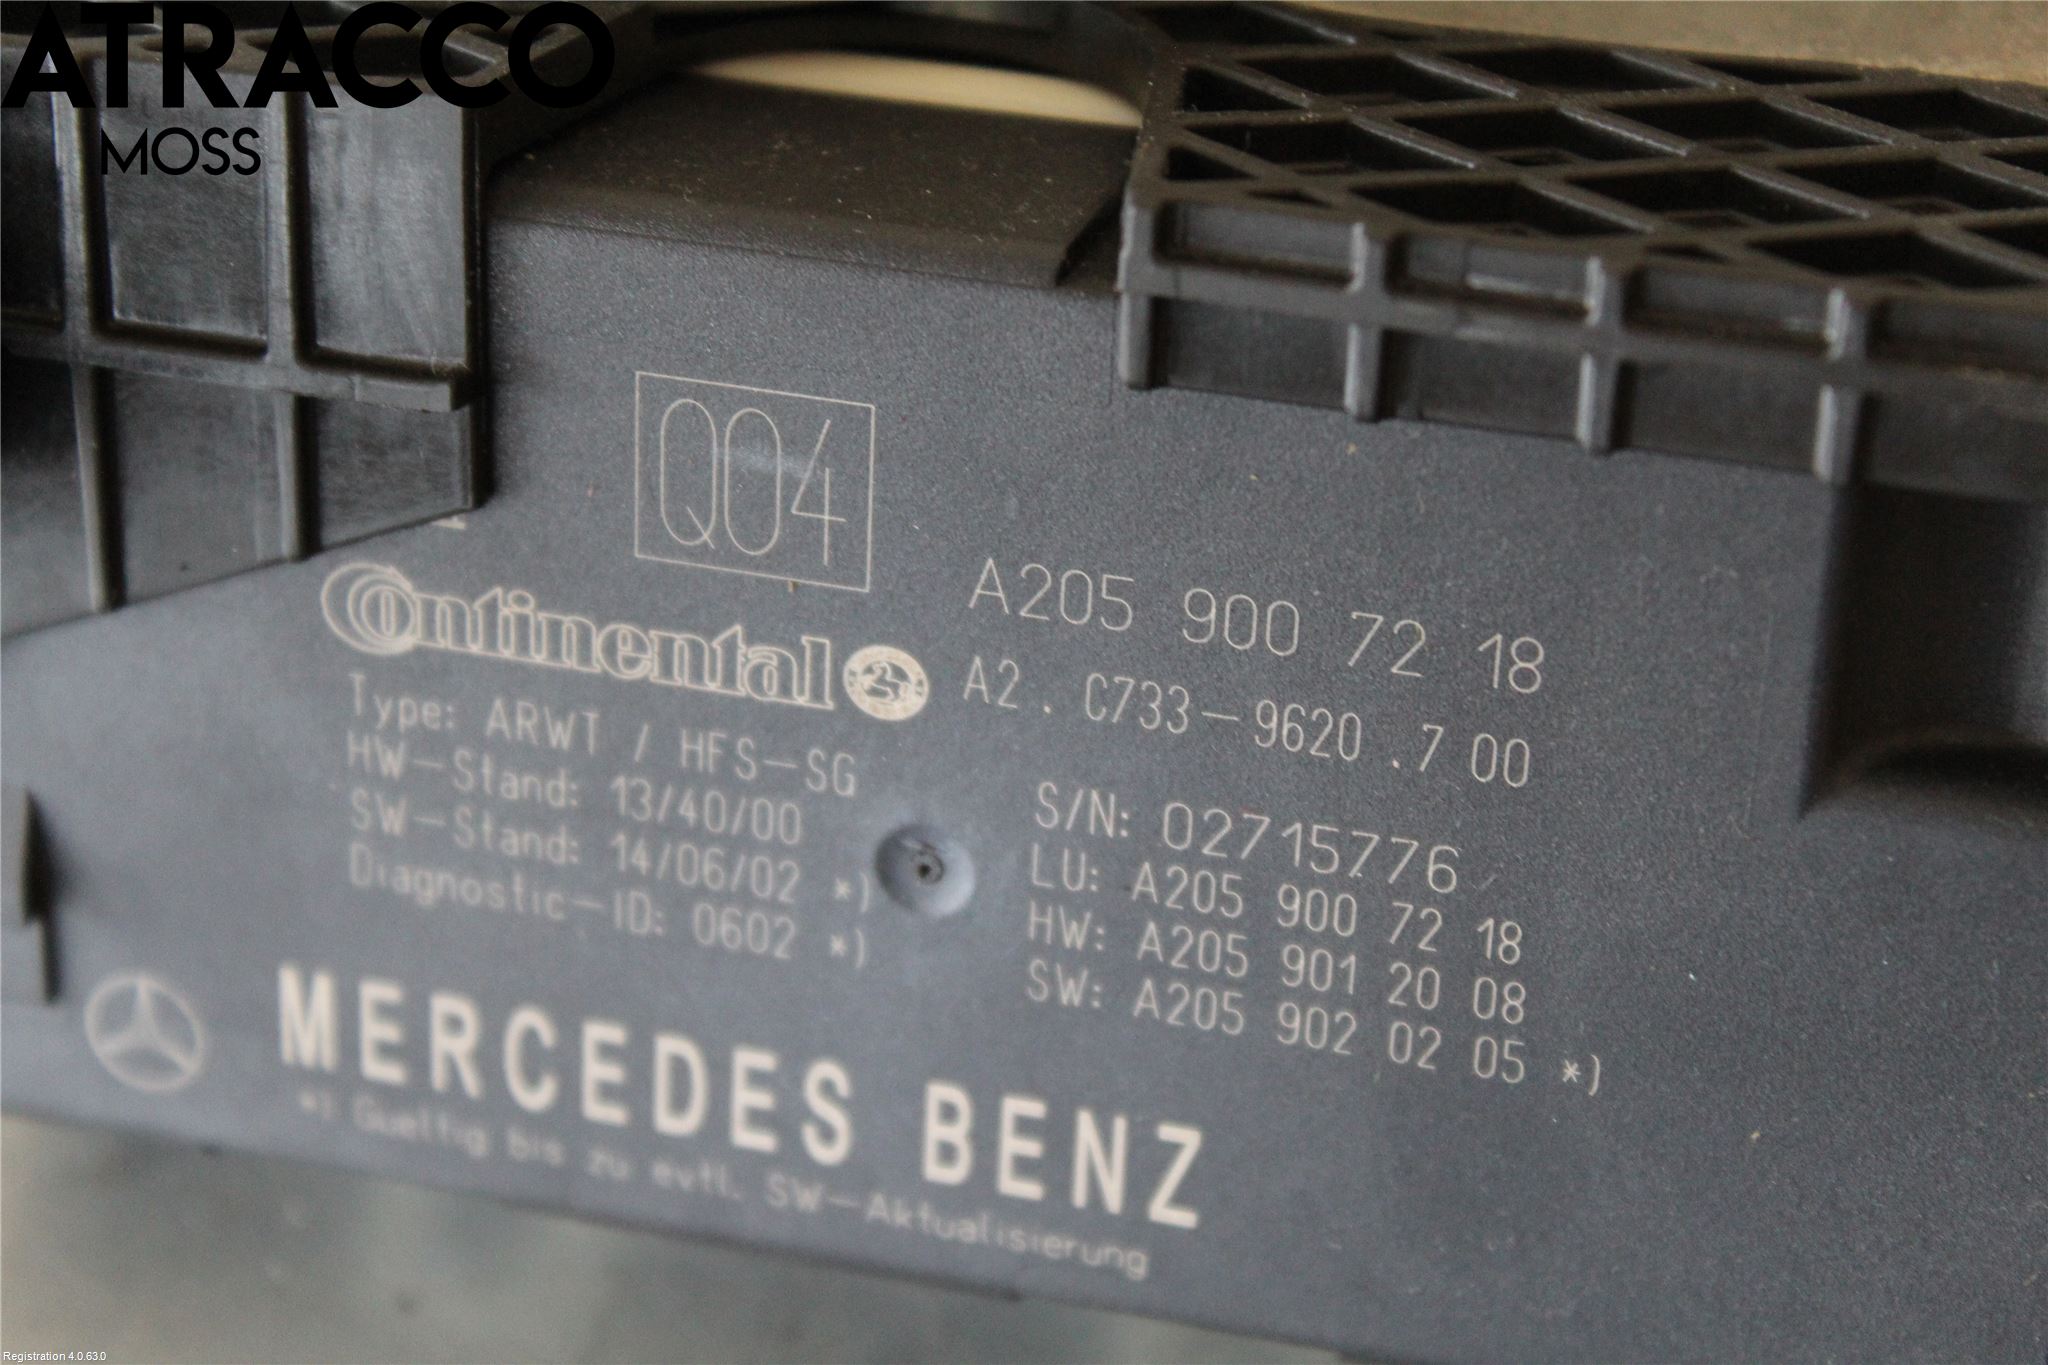 ATRACCO
MOSS
Q04
Continental
A205 900 72 18
A2.C733-9620.7 00
Type: ARWT / HFS-SG
HW-Stand: 13/40/00
SW-Stand: 14/06/02 *)
Diagnostic-ID: 0602 *)
S/N: 02715776
LU: A205 900 72 18
HW: A205 901 20 08
SW: A205 902 02 05 *)
MERCEDES BENZ
*) Gueltig bis zu evtl. SW-Aktualisierung
Registration 4.0.63.0